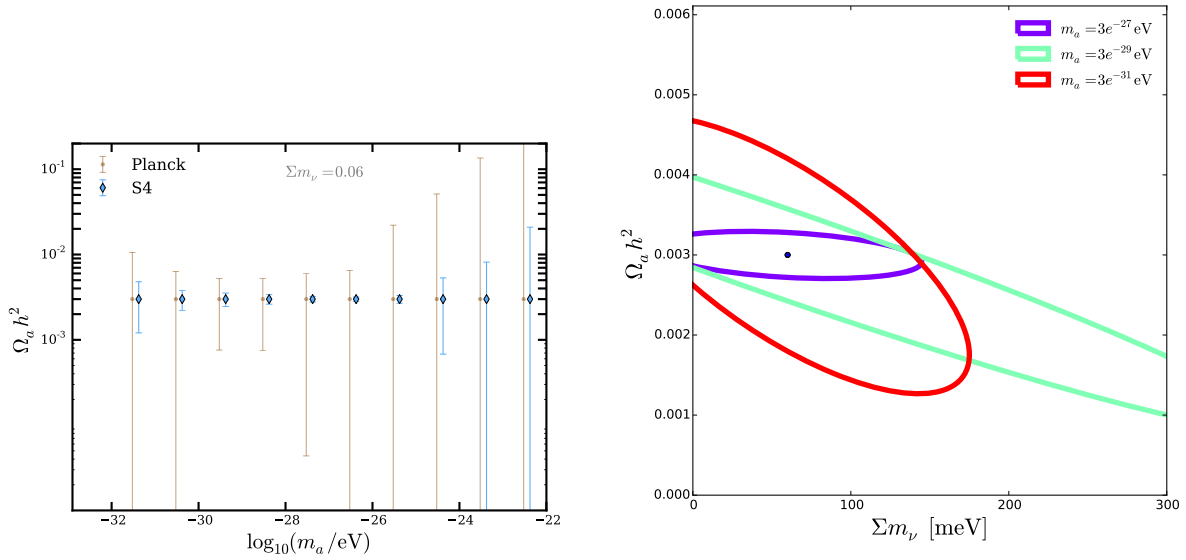 Planck
S4
Σm_ν = 0.06
10^{-1}
10^{-2}
10^{-3}
Ω_a h^2
−32 −30 −28 −26 −24 −22
log_{10}(m_a/eV)
m_a = 3e^{−27} eV
m_a = 3e^{−29} eV
m_a = 3e^{−31} eV
0.006
0.005
0.004
0.003
0.002
0.001
0.000
Ω_a h^2
0 100 200 300
Σm_ν [meV]